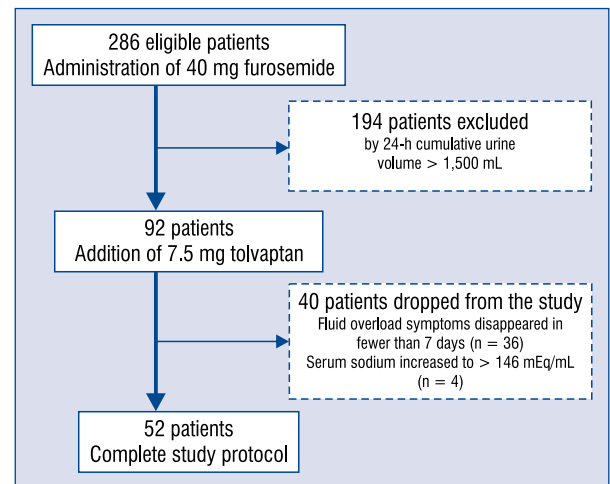 286 eligible patients
Administration of 40 mg furosemide
194 patients excluded
by 24-h cumulative urine
volume > 1,500 mL
92 patients
Addition of 7.5 mg tolvaptan
40 patients dropped from the study
Fluid overload symptoms disappeared in
fewer than 7 days (n = 36)
Serum sodium increased to > 146 mEq/mL
(n = 4)
52 patients
Complete study protocol